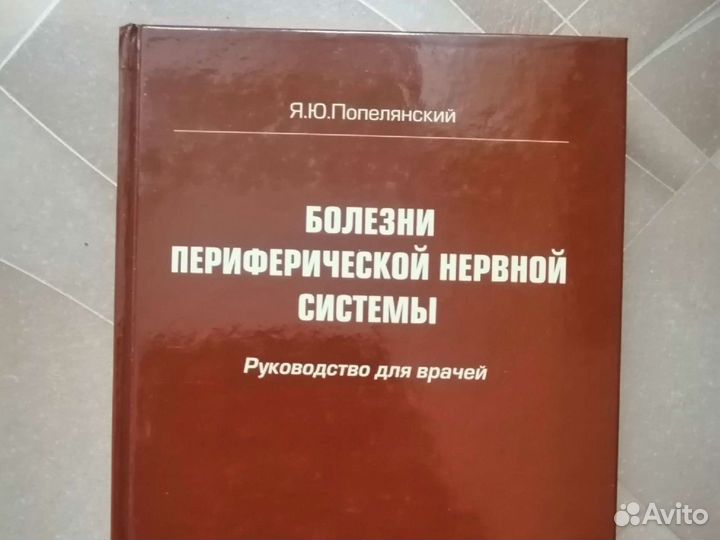 Я.Ю.Попелянский
БОЛЕЗНИ
ПЕРИФЕРИЧЕСКОЙ НЕРВНОЙ
СИСТЕМЫ
Руководство для врачей
Avito